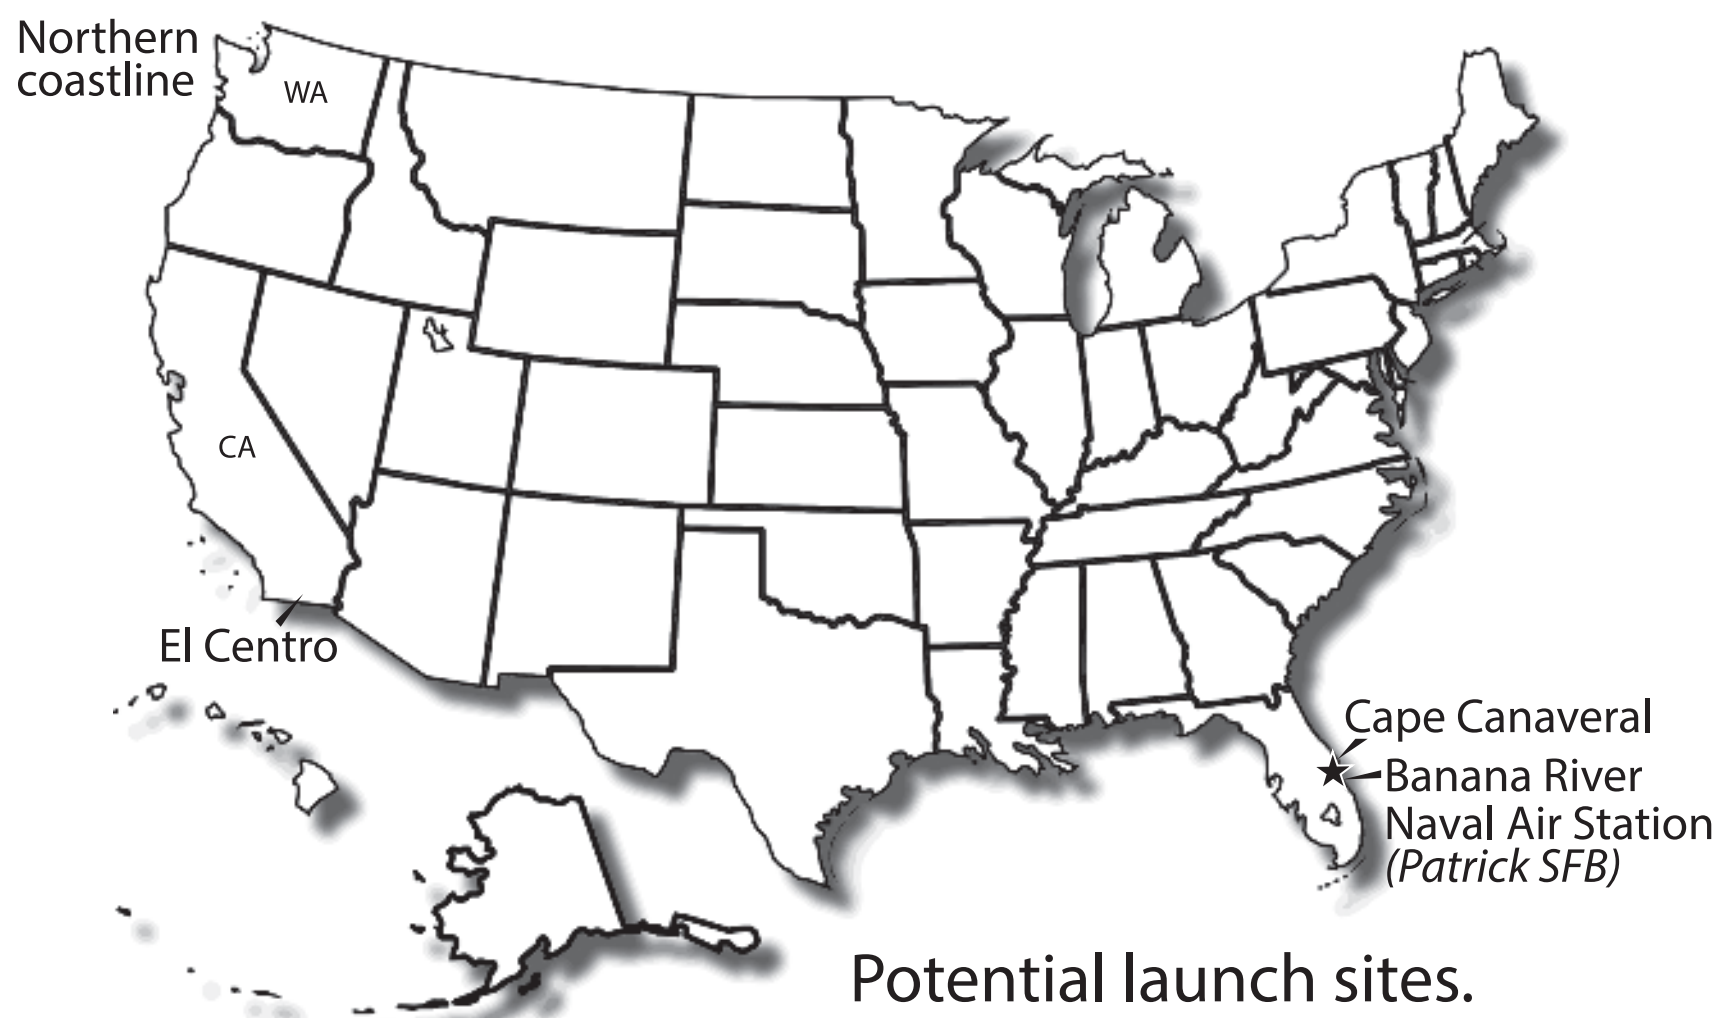 Northern
coastline
WA
CA
El Centro
Cape Canaveral
Banana River
Naval Air Station
(Patrick SFB)
Potential launch sites.